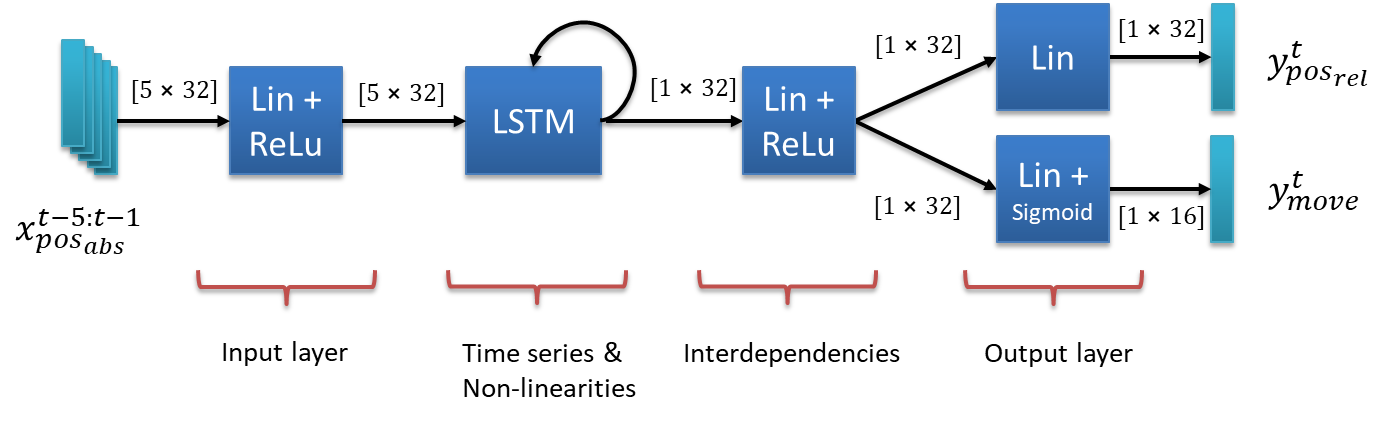 [5 × 32]
Lin +
ReLu
[5 × 32]
LSTM
[1 × 32]
Lin +
ReLu
[1 × 32]
Lin
[1 × 32]
y^t_{pos_{rel}}
[1 × 32]
Lin +
Sigmoid
[1 × 16]
y^t_{move}
x^{t−5:t−1}_{pos_{abs}}
Input layer
Time series &
Non-linearities
Interdependencies
Output layer